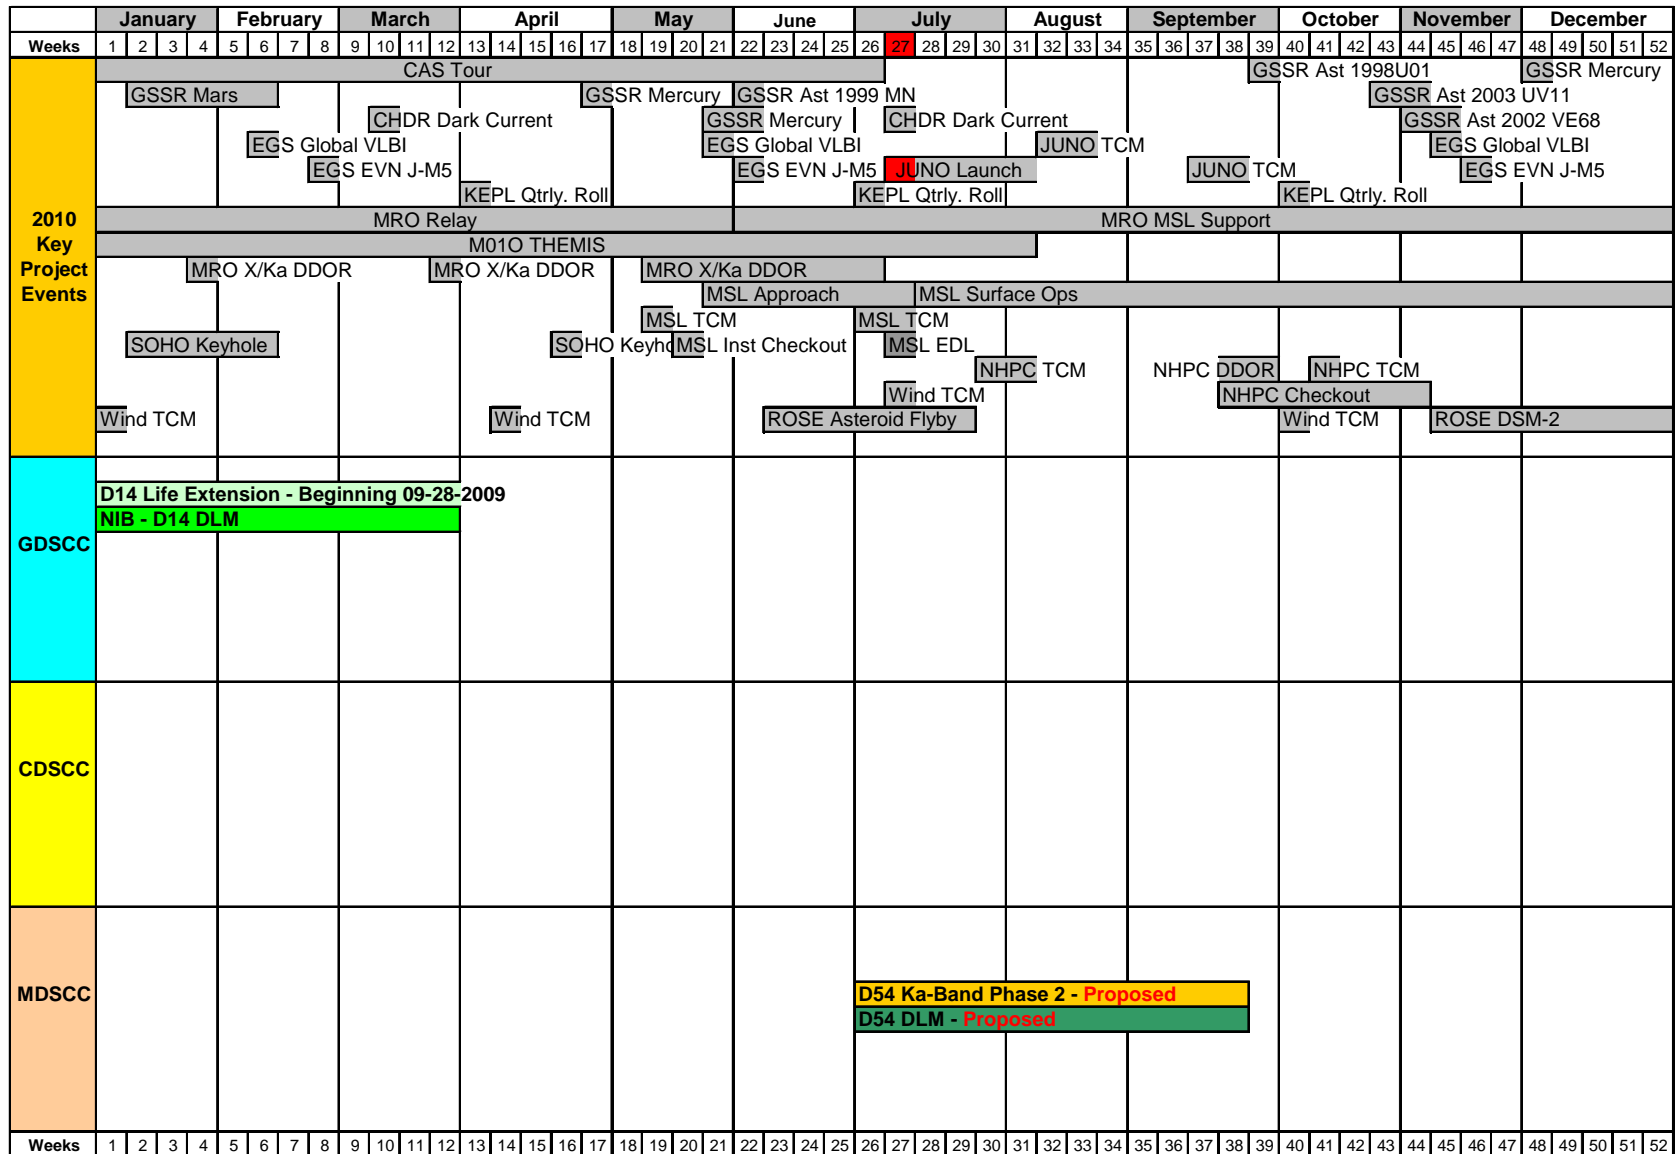 January February March April May June July August September October November December
Weeks 1 2 3 4 5 6 7 8 9 10 11 12 13 14 15 16 17 18 19 20 21 22 23 24 25 26 27 28 29 30 31 32 33 34 35 36 37 38 39 40 41 42 43 44 45 46 47 48 49 50 51 52
CAS Tour GSSR Ast 1998U01 GSSR Mercury
GSSR Mars GSSR Mercury GSSR Ast 1999 MN GSSR Ast 2003 UV11
CHDR Dark Current GSSR Mercury CHDR Dark Current GSSR Ast 2002 VE68
EGS Global VLBI EGS Global VLBI JUNO TCM EGS Global VLBI
EGS EVN J-M5 EGS EVN J-M5 JUNO Launch JUNO TCM EGS EVN J-M5
KEPL Qtrly. Roll KEPL Qtrly. Roll KEPL Qtrly. Roll
2010
Key
Project
Events
MRO Relay MRO MSL Support
M01O THEMIS
MRO X/Ka DDOR MRO X/Ka DDOR MRO X/Ka DDOR
MSL Approach MSL Surface Ops
MSL TCM MSL TCM
SOHO Keyhole SOHO Keyho MSL Inst Checkout MSL EDL
NHPC TCM NHPC DDOR NHPC TCM
Wind TCM NHPC Checkout
Wind TCM Wind TCM ROSE Asteroid Flyby Wind TCM ROSE DSM-2
GDSCC
D14 Life Extension - Beginning 09-28-2009
NIB - D14 DLM
CDSCC
MDSCC
D54 Ka-Band Phase 2 - Proposed
D54 DLM - Proposed
Weeks 1 2 3 4 5 6 7 8 9 10 11 12 13 14 15 16 17 18 19 20 21 22 23 24 25 26 27 28 29 30 31 32 33 34 35 36 37 38 39 40 41 42 43 44 45 46 47 48 49 50 51 52